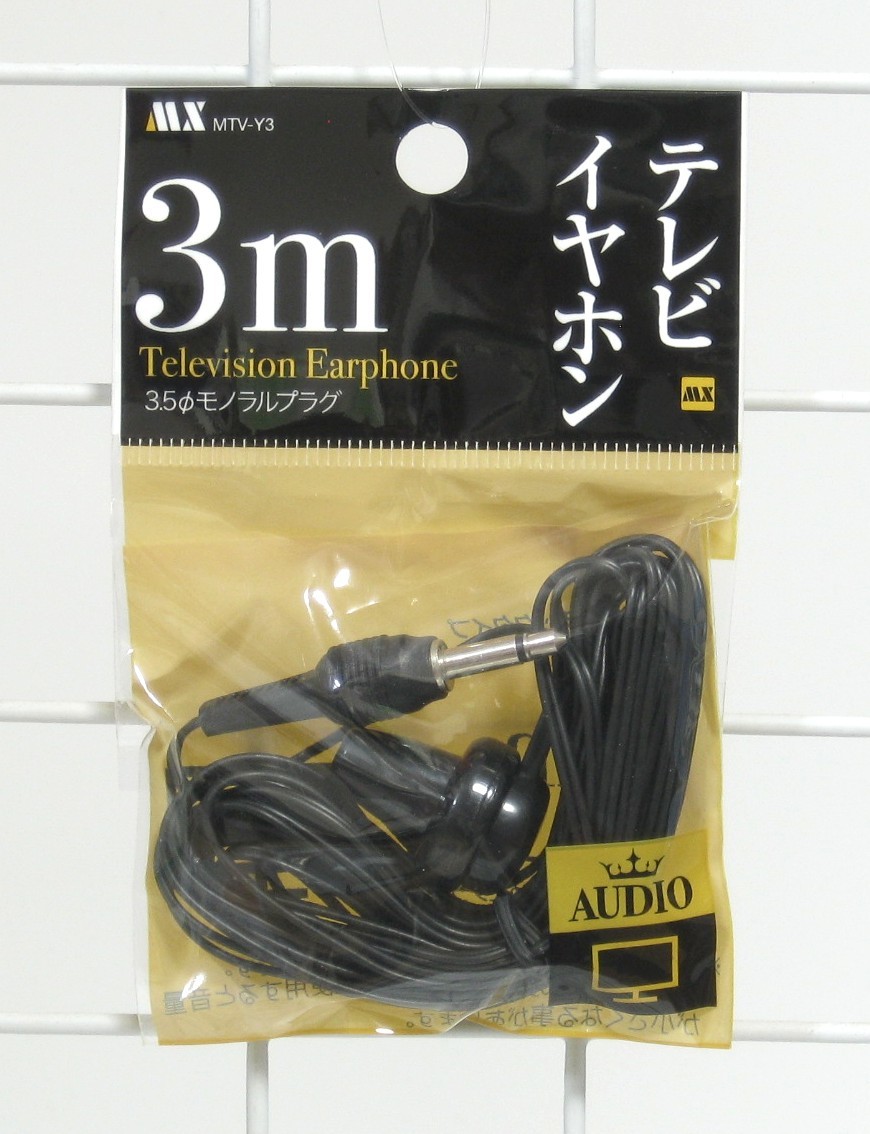 MX MTV-Y3
3m
Television Earphone
3.5φモノラルプラグ
テレビ
イヤホン
MX
AUDIO